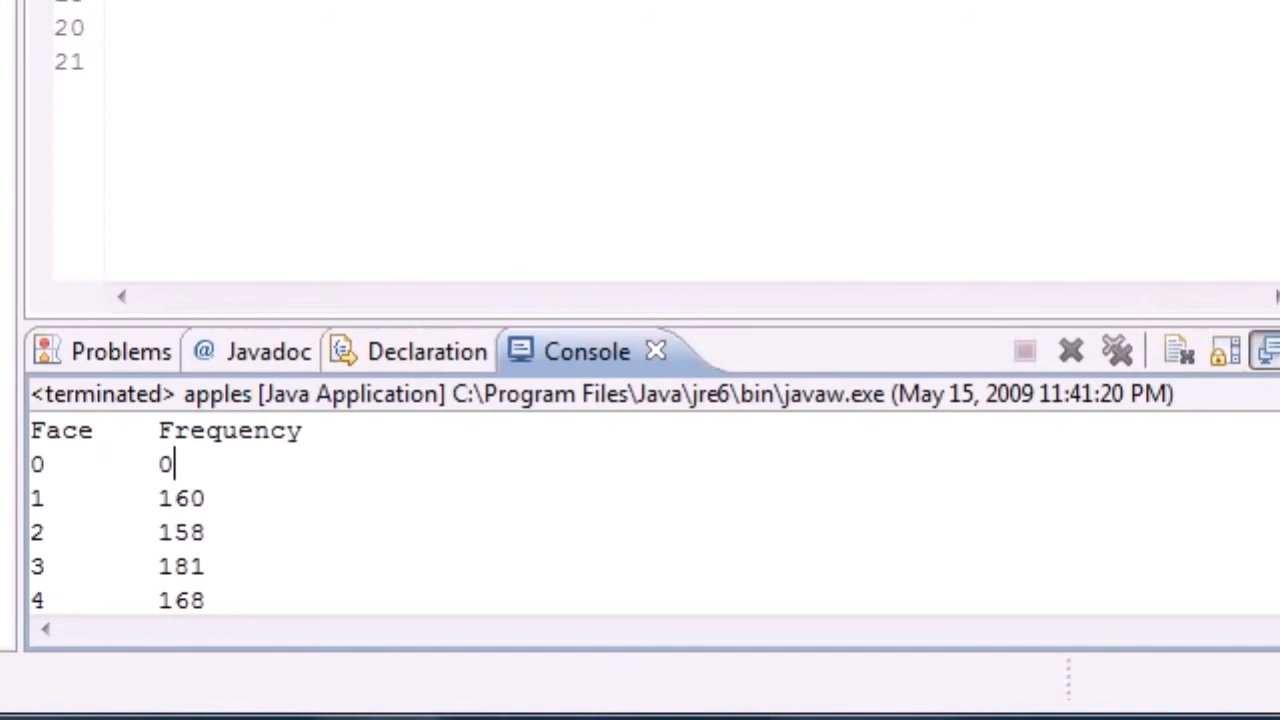 20
21
Problems @ Javadoc Declaration Console
<terminated> apples [Java Application] C:\Program Files\Java\jre6\bin\javaw.exe (May 15, 2009 11:41:20 PM)
Face Frequency
0 0
1 160
2 158
3 181
4 168